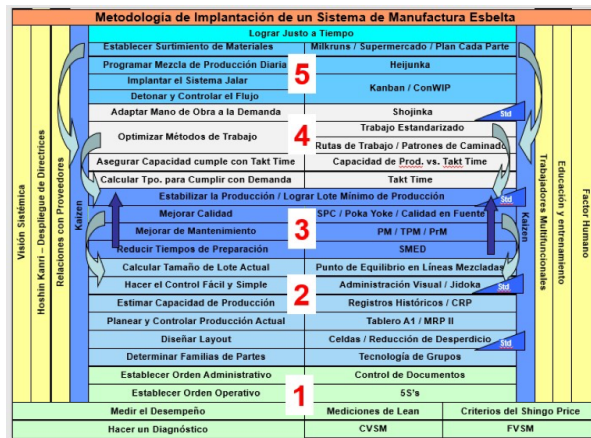 Metodología de Implantación de un Sistema de Manufactura Esbelta
Lograr Justo a Tiempo
Establecer Surtimiento de Materiales
Milkruns / Supermercado / Plan Cada Parte
Programar Mezcla de Producción Diaria
Heijunka
5
Implantar el Sistema Jalar
Kanban / ConWIP
Detonar y Controlar el Flujo
Adaptar Mano de Obra a la Demanda
Shojinka
Std
4
Optimizar Métodos de Trabajo
Trabajo Estandarizado
Rutas de Trabajo / Patrones de Caminado
Asegurar Capacidad cumple con Takt Time
Capacidad de Prod. vs. Takt Time
Calcular Tpo. para Cumplir con Demanda
Takt Time
Estabilizar la Producción / Lograr Lote Mínimo de Producción
Std
Mejorar Calidad
SPC / Poka Yoke / Calidad en Fuente
3
Mejorar de Mantenimiento
PM / TPM / PrM
Reducir Tiempos de Preparación
SMED
Calcular Tamaño de Lote Actual
Punto de Equilibrio en Líneas Mezcladas
Hacer el Control Fácil y Simple
Administración Visual / Jidoka
2
Std
Estimar Capacidad de Producción
Registros Históricos / CRP
Planear y Controlar Producción Actual
Tablero A1 / MRP II
Diseñar Layout
Celdas / Reducción de Desperdicio
Std
Determinar Familias de Partes
Tecnología de Grupos
Establecer Orden Administrativo
Control de Documentos
1
Establecer Orden Operativo
5S's
Medir el Desempeño
Mediciones de Lean
Criterios del Shingo Price
Hacer un Diagnóstico
CVSM
FVSM
Visión Sistémica
Hoshin Kanri – Despliegue de Directrices
Relaciones con Proveedores
Kaizen
Kaizen
Trabajadores Multifuncionales
Educación y entrenamiento
Factor Humano